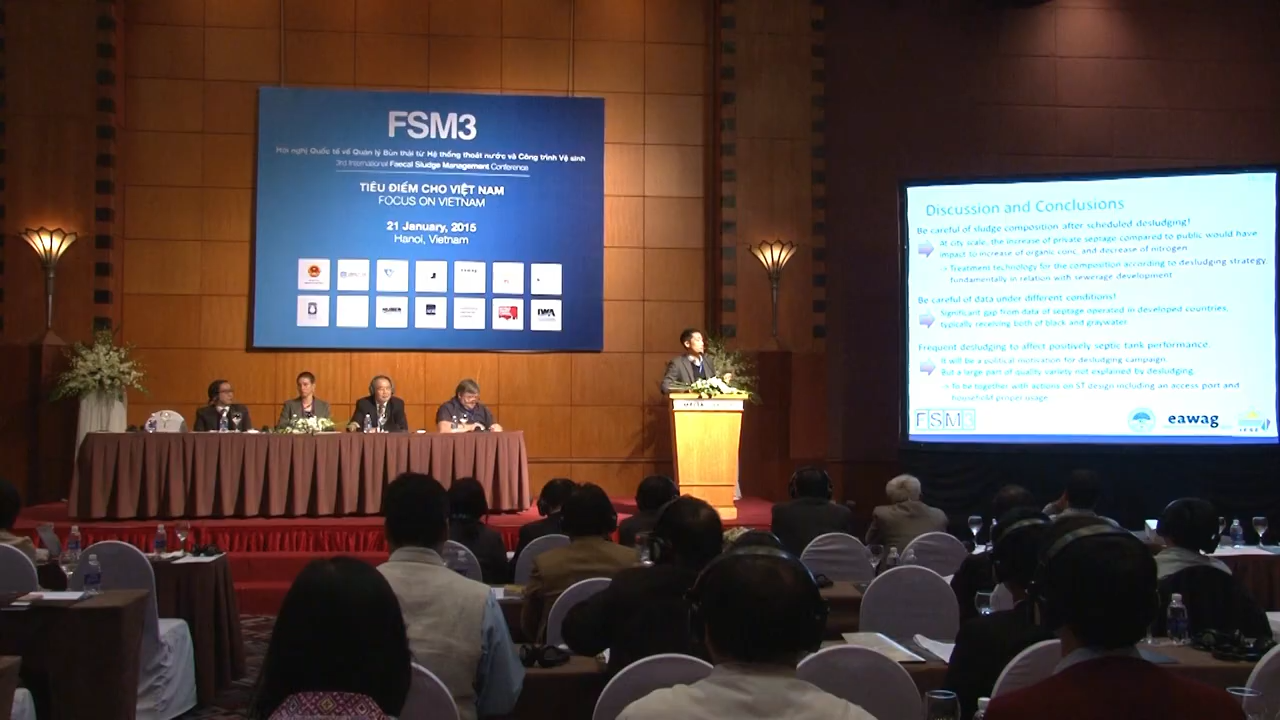 FSM3
Hội nghị Quốc tế về Quản lý Bùn thải từ Hệ thống thoát nước và Công trình Vệ sinh
3rd International Faecal Sludge Management Conference
TIÊU ĐIỂM CHO VIỆT NAM
FOCUS ON VIETNAM
21 January, 2015
Hanoi, Vietnam
IWA
Discussion and Conclusions
Be careful of sludge composition after scheduled desludging!
At city scale, the increase of private septage compared to public would have
impact to increase of organic conc. and decrease of nitrogen
-> Treatment technology for the composition according to desludging strategy,
fundamentally in relation with sewerage development
Be careful of data under different conditions!
Significant gap from data of septage operated in developed countries,
typically receiving both of black and graywater
Frequent desludging to affect positively septic tank performance.
It will be a political motivation for desludging campaign
But a large part of quality variety not explained by desludging,
-> To be together with actions on ST design including an access port and
household proper usage
FSM3
eawag